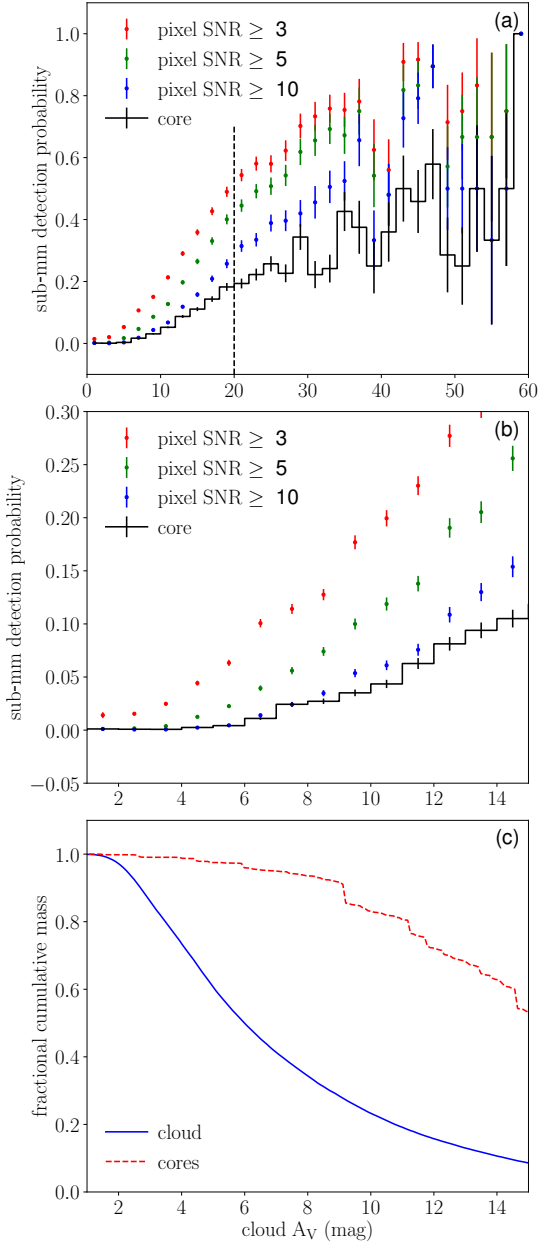 (a)
pixel SNR ≥ 3
pixel SNR ≥ 5
pixel SNR ≥ 10
core
sub-mm detection probability
1.0
0.8
0.6
0.4
0.2
0.0
0 10 20 30 40 50 60
(b)
pixel SNR ≥ 3
pixel SNR ≥ 5
pixel SNR ≥ 10
core
sub-mm detection probability
0.30
0.25
0.20
0.15
0.10
0.05
0.00
−0.05
2 4 6 8 10 12 14
(c)
fractional cumulative mass
1.0
0.8
0.6
0.4
0.2
0.0
cloud
cores
2 4 6 8 10 12 14
cloud A_V (mag)